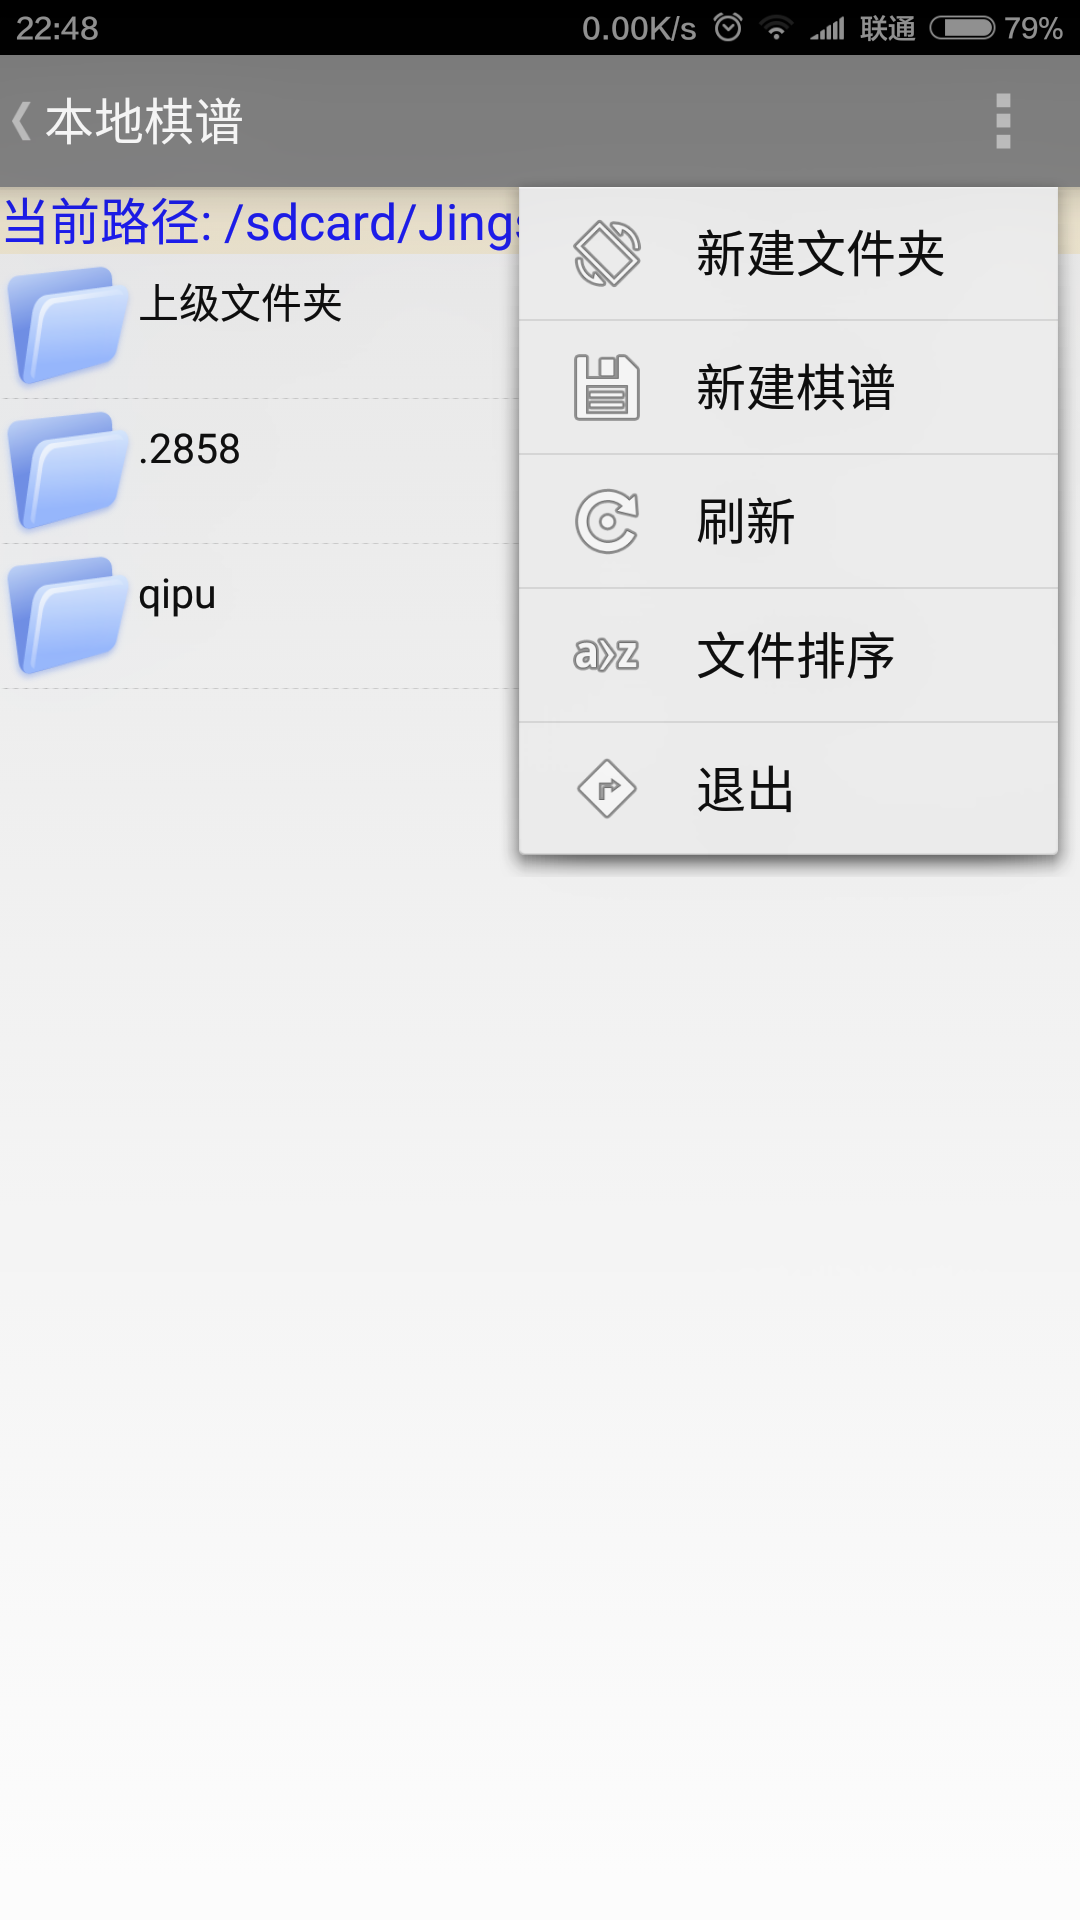 22:48 0.00K/s 联通 79%
本地棋谱
当前路径: /sdcard/Jing
上级文件夹
.2858
qipu
新建文件夹
新建棋谱
刷新
a>z 文件排序
退出